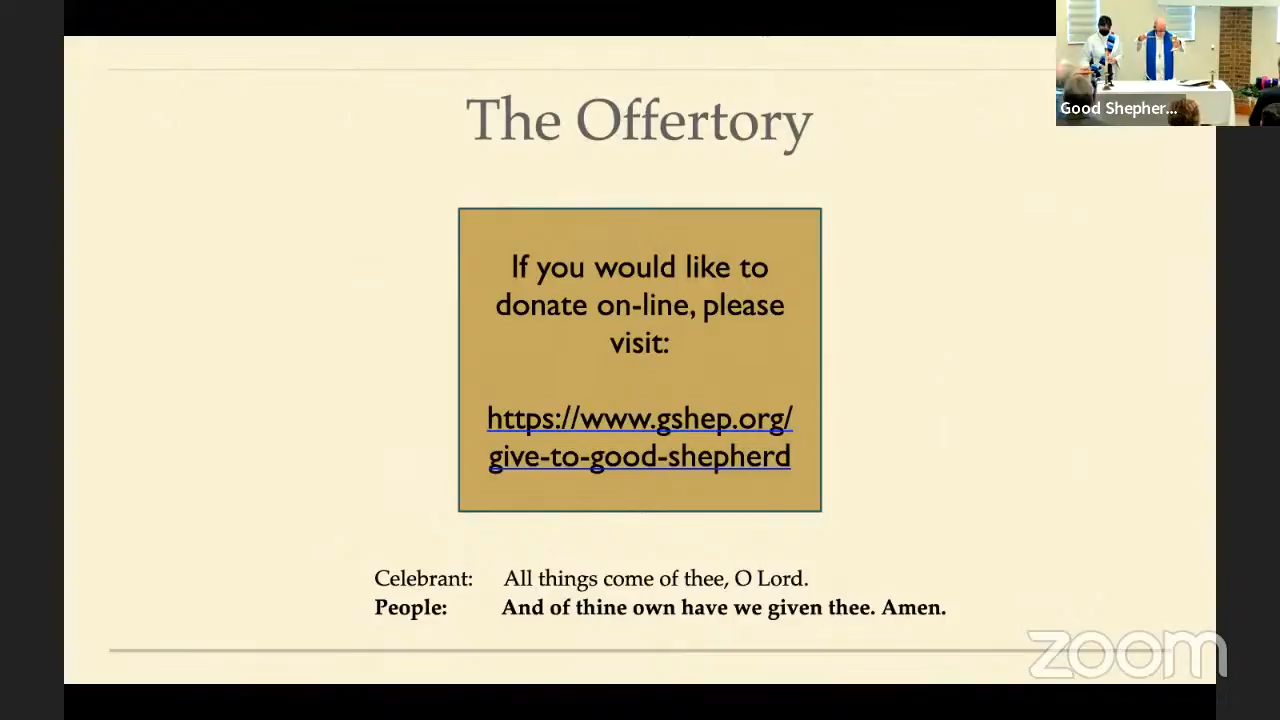 The Offertory
Good Shepher...
If you would like to
donate on-line, please
visit:
https://www.gshep.org/
give-to-good-shepherd
Celebrant: All things come of thee, O Lord.
People: And of thine own have we given thee. Amen.
zoom